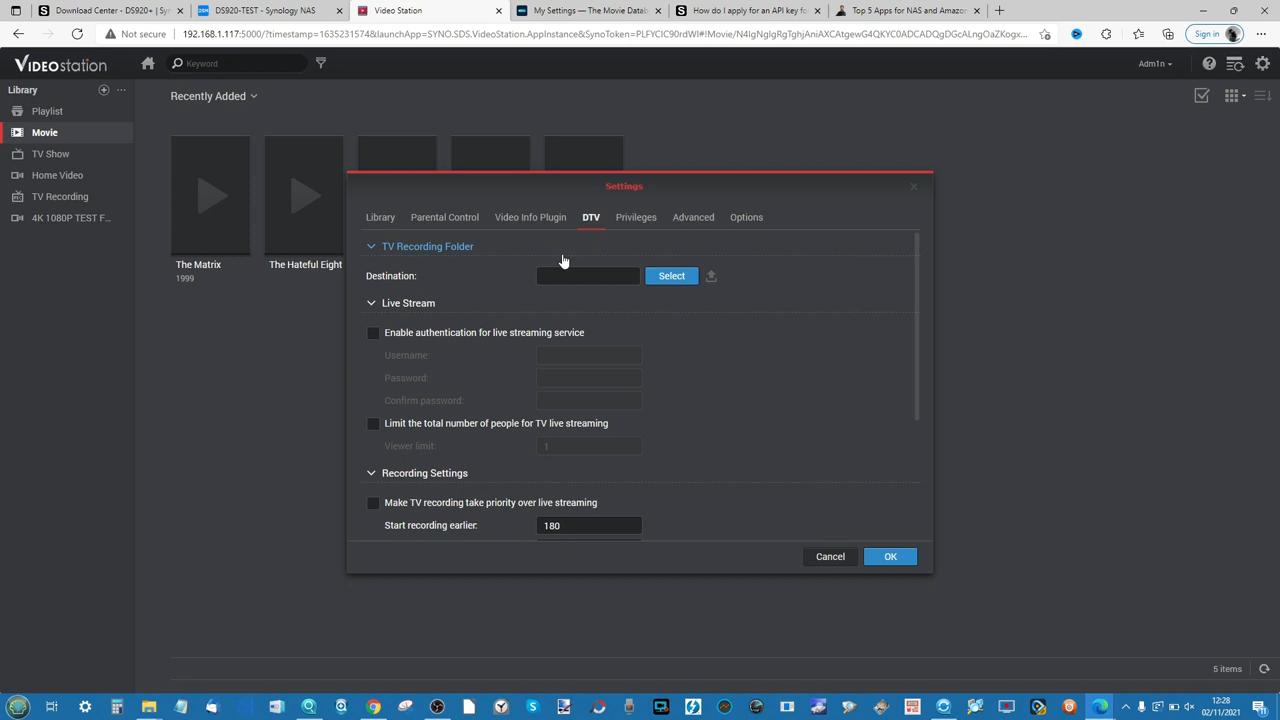 Download Center - DS920+ | Sy
DS920-TEST - Synology NAS
Video Station
My Settings — The Movie Databa
How do I apply for an API key fo
Top 5 Apps for NAS and Amazon
Not secure
192.168.1.117:5000/?timestamp=1635231574&launchApp=SYNO.SDS.VideoStation.AppInstance&SynoToken=
Sign in
VIDEOSTATION
Keyword
Adm1n
Library
Recently Added
Playlist
Movie
TV Show
Home Video
TV Recording
4K 1080P TEST F...
The Matrix
1999
The Hateful Eight
Settings
Library Parental Control Video Info Plugin DTV Privileges Advanced Options
TV Recording Folder
Destination: Select
Live Stream
Enable authentication for live streaming service
Username:
Password:
Confirm password:
Limit the total number of people for TV live streaming
Viewer limit: 1
Recording Settings
Make TV recording take priority over live streaming
Start recording earlier: 180
Cancel OK
5 items
12:28
02/11/2021